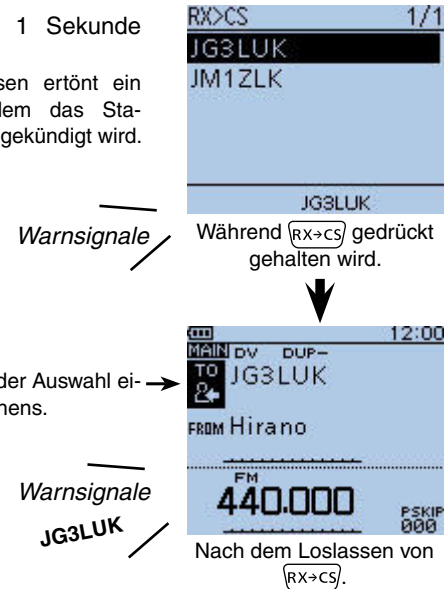 1 Sekunde
sen ertönt ein
dem das Sta-
gekündigt wird.
RX>CS 1/1
JG3LUK
JM1ZLK
JG3LUK
Warnsignale
Während RX→CS gedrückt
gehalten wird.
12:00
MAIN DV DUP–
der Auswahl ei-
hens.
TO JG3LUK
FROM Hirano
FM
440.000
PSKIP
000
Warnsignale
JG3LUK
Nach dem Loslassen von
RX→CS.